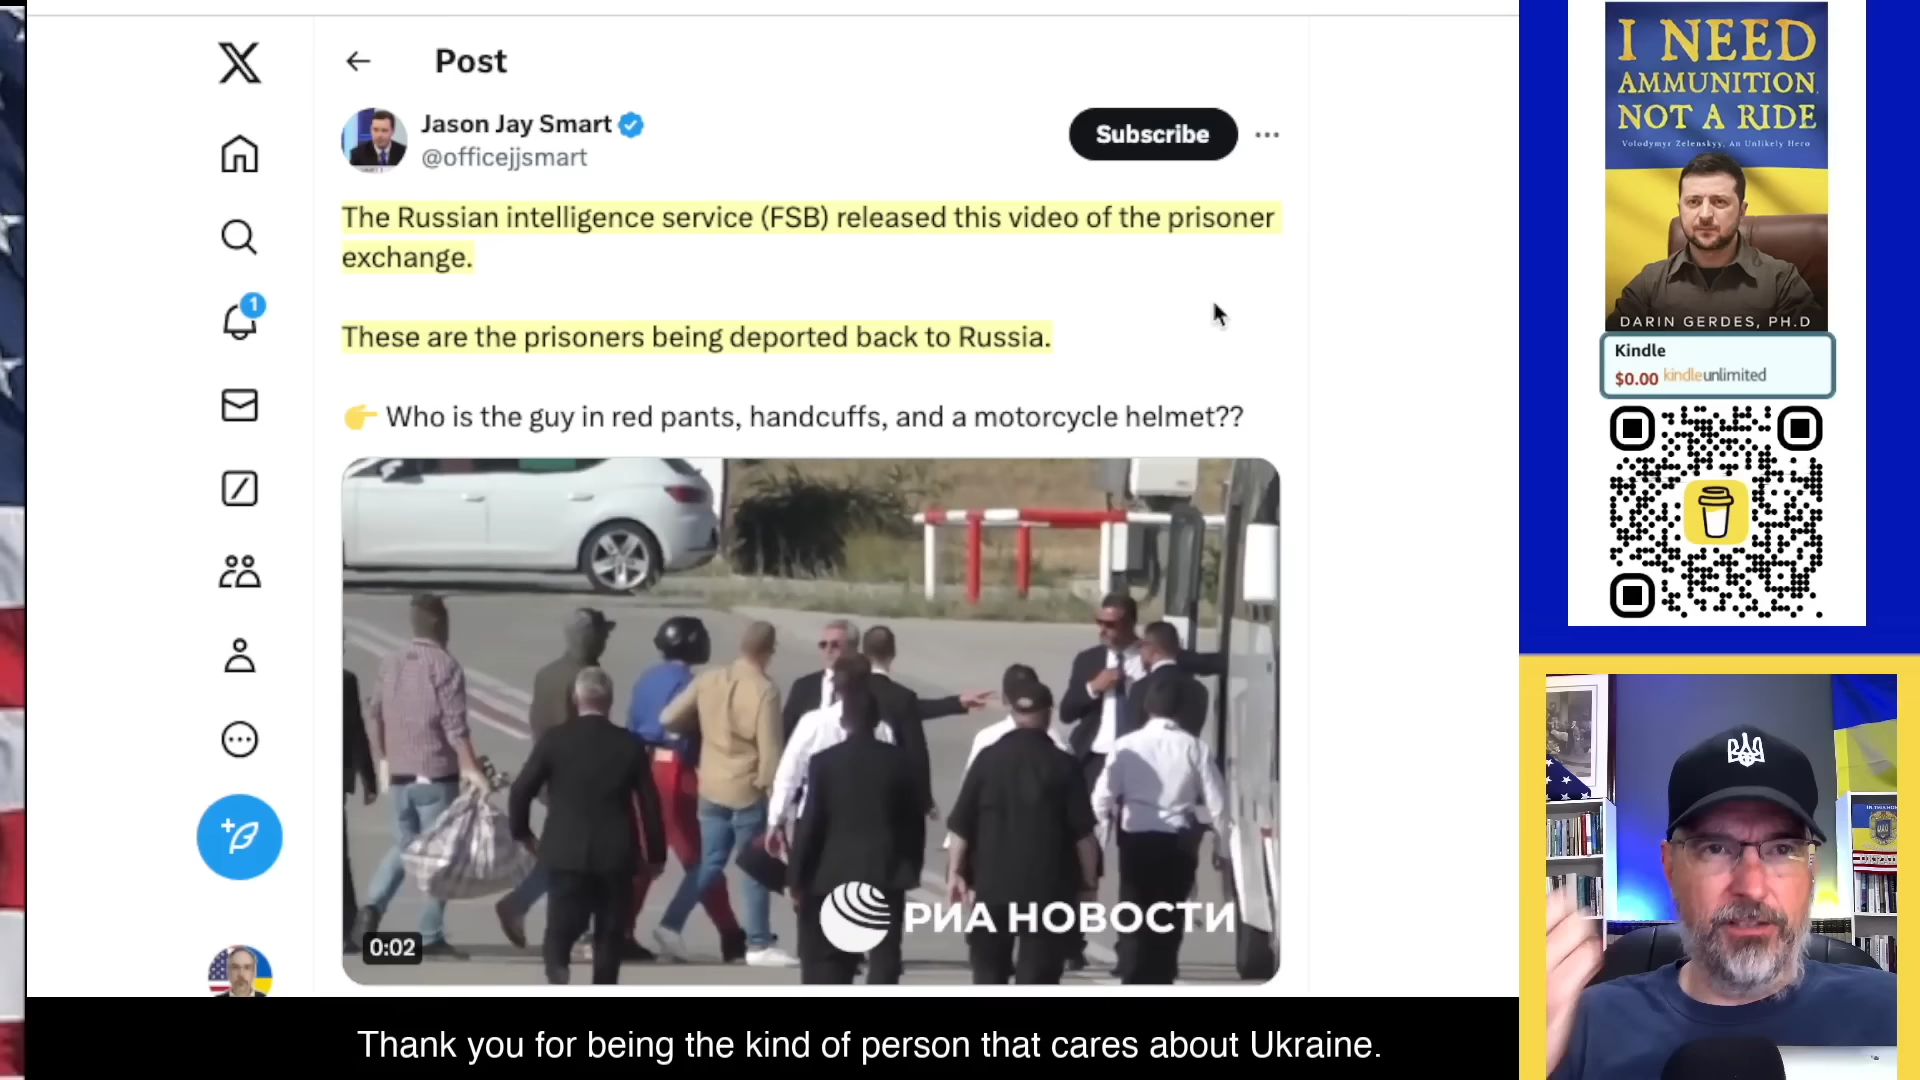 Post
Jason Jay Smart
@officejjsmart
Subscribe
The Russian intelligence service (FSB) released this video of the prisoner
exchange.
These are the prisoners being deported back to Russia.
Who is the guy in red pants, handcuffs, and a motorcycle helmet??
1
0:02
РИА НОВОСТИ
Thank you for being the kind of person that cares about Ukraine.
I NEED
AMMUNITION,
NOT A RIDE
Volodymyr Zelenskyy, An Unlikely Hero
DARIN GERDES, PH.D
Kindle
$0.00 kindleunlimited